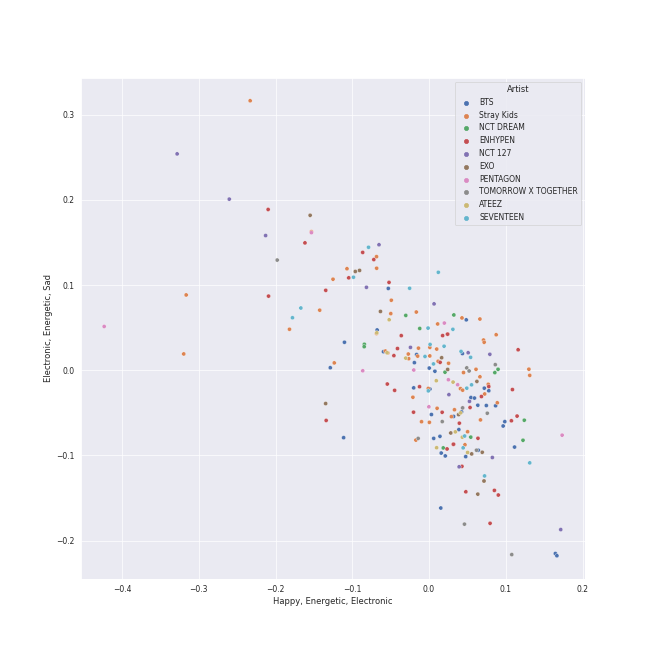 Artist
BTS
Stray Kids
NCT DREAM
ENHYPEN
NCT 127
EXO
PENTAGON
TOMORROW X TOGETHER
ATEEZ
SEVENTEEN
0.3
0.2
0.1
0.0
−0.1
−0.2
Electronic, Energetic, Sad
−0.4 −0.3 −0.2 −0.1 0.0 0.1 0.2
Happy, Energetic, Electronic